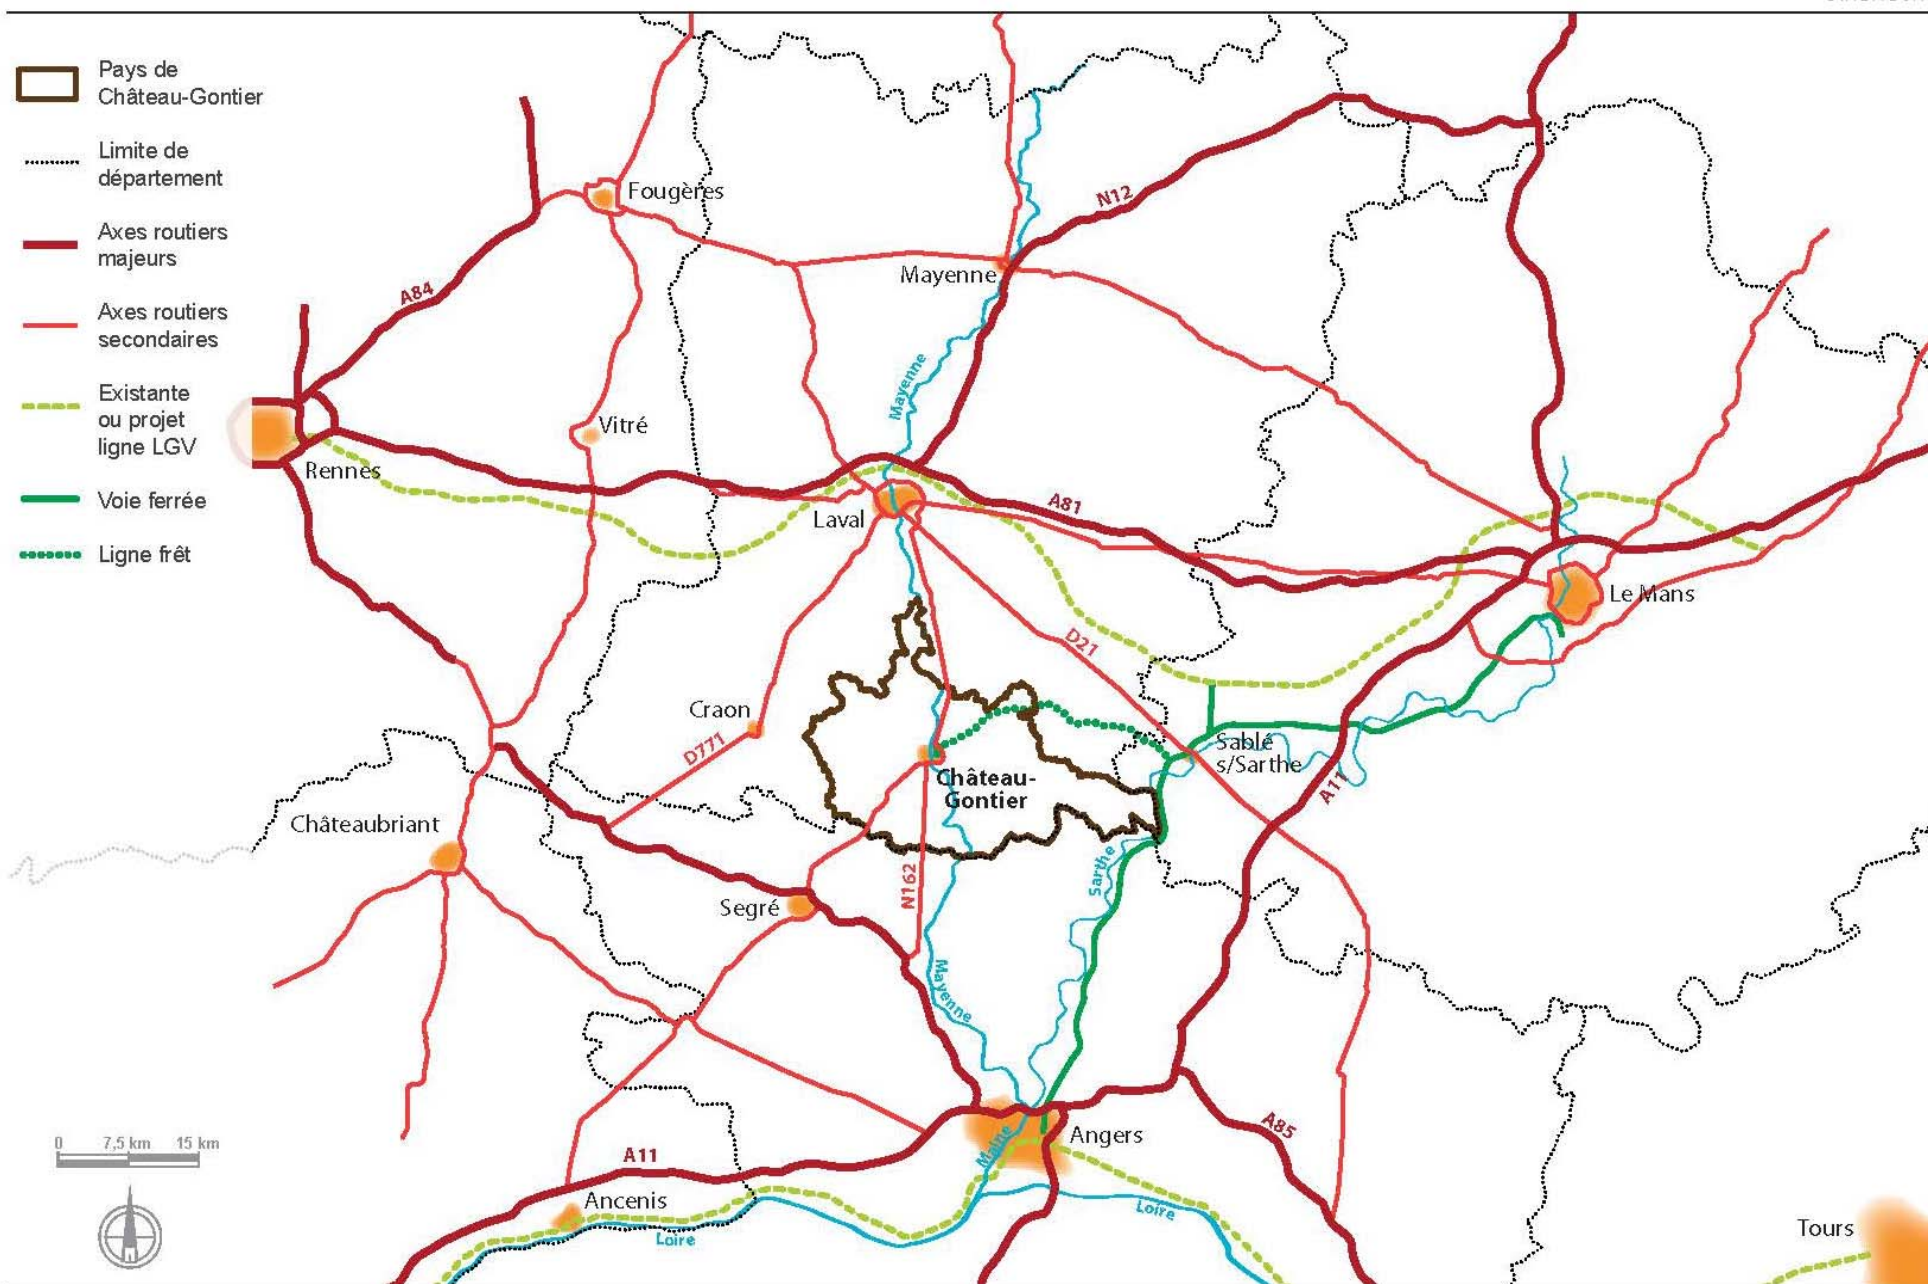 Pays de
Château-Gontier
Limite de
département
Axes routiers
majeurs
Axes routiers
secondaires
Existante
ou projet
ligne LGV
Voie ferrée
Ligne frêt
Fougères
N12
Mayenne
A84
Mayenne
Vitré
Rennes
Laval
A81
Le Mans
D21
Craon
D771
Sablé
s/Sarthe
Château-
Gontier
A11
Châteaubriant
Sarthe
N162
Segré
Mayenne
A85
Angers
Maine
A11
Ancenis
Loire
Loire
Tours
0 7,5 km 15 km